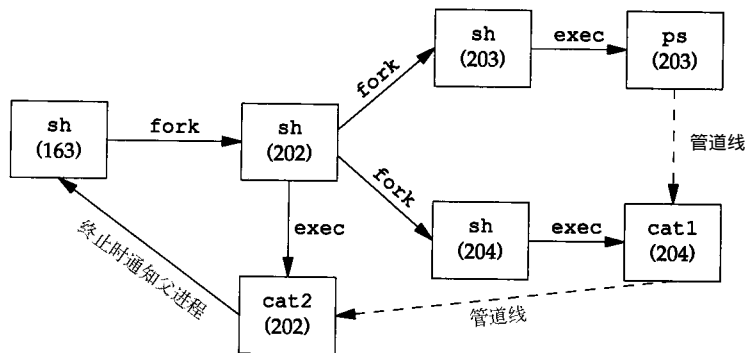 sh
(203)
exec
ps
(203)
fork
sh
(163)
fork
sh
(202)
管道线
fork
exec
sh
(204)
exec
cat1
(204)
终止时通知父进程
cat2
(202)
管道线